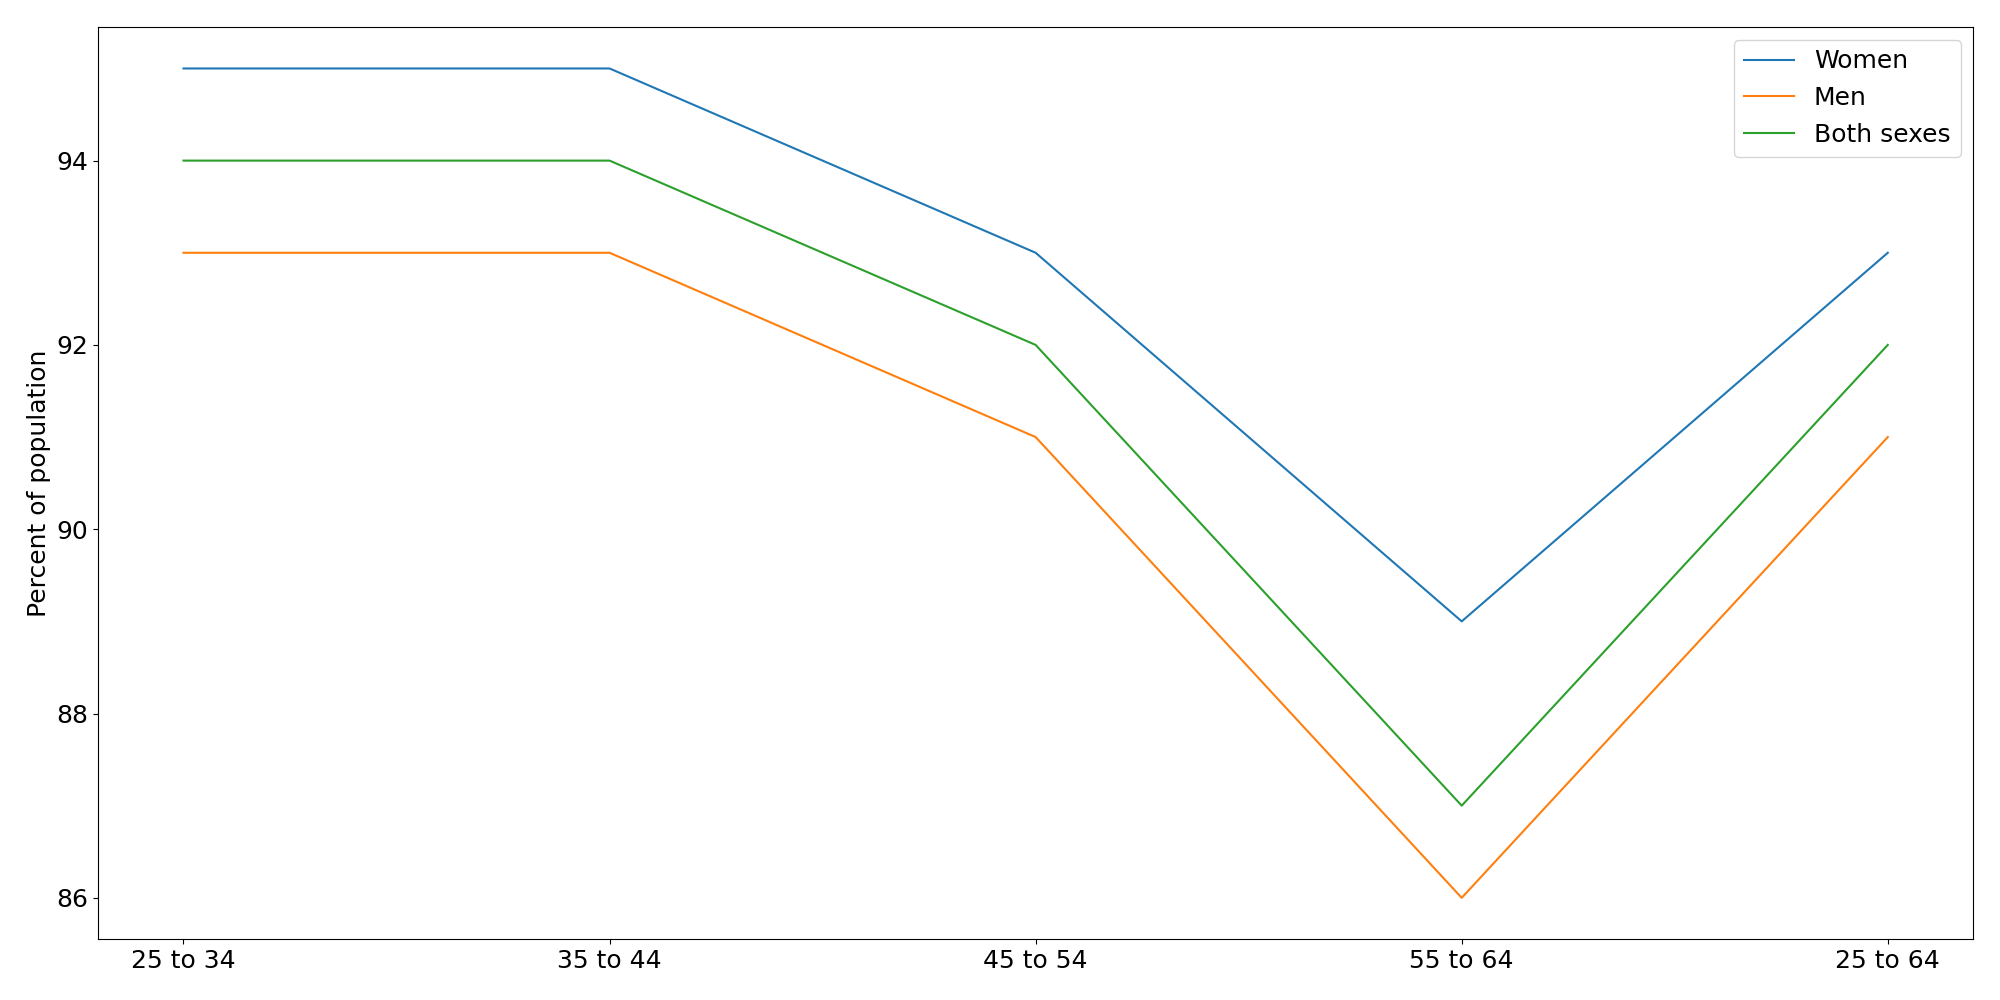 Women
Men
Both sexes
94
92
90
88
86
Percent of population
25 to 34
35 to 44
45 to 54
55 to 64
25 to 64